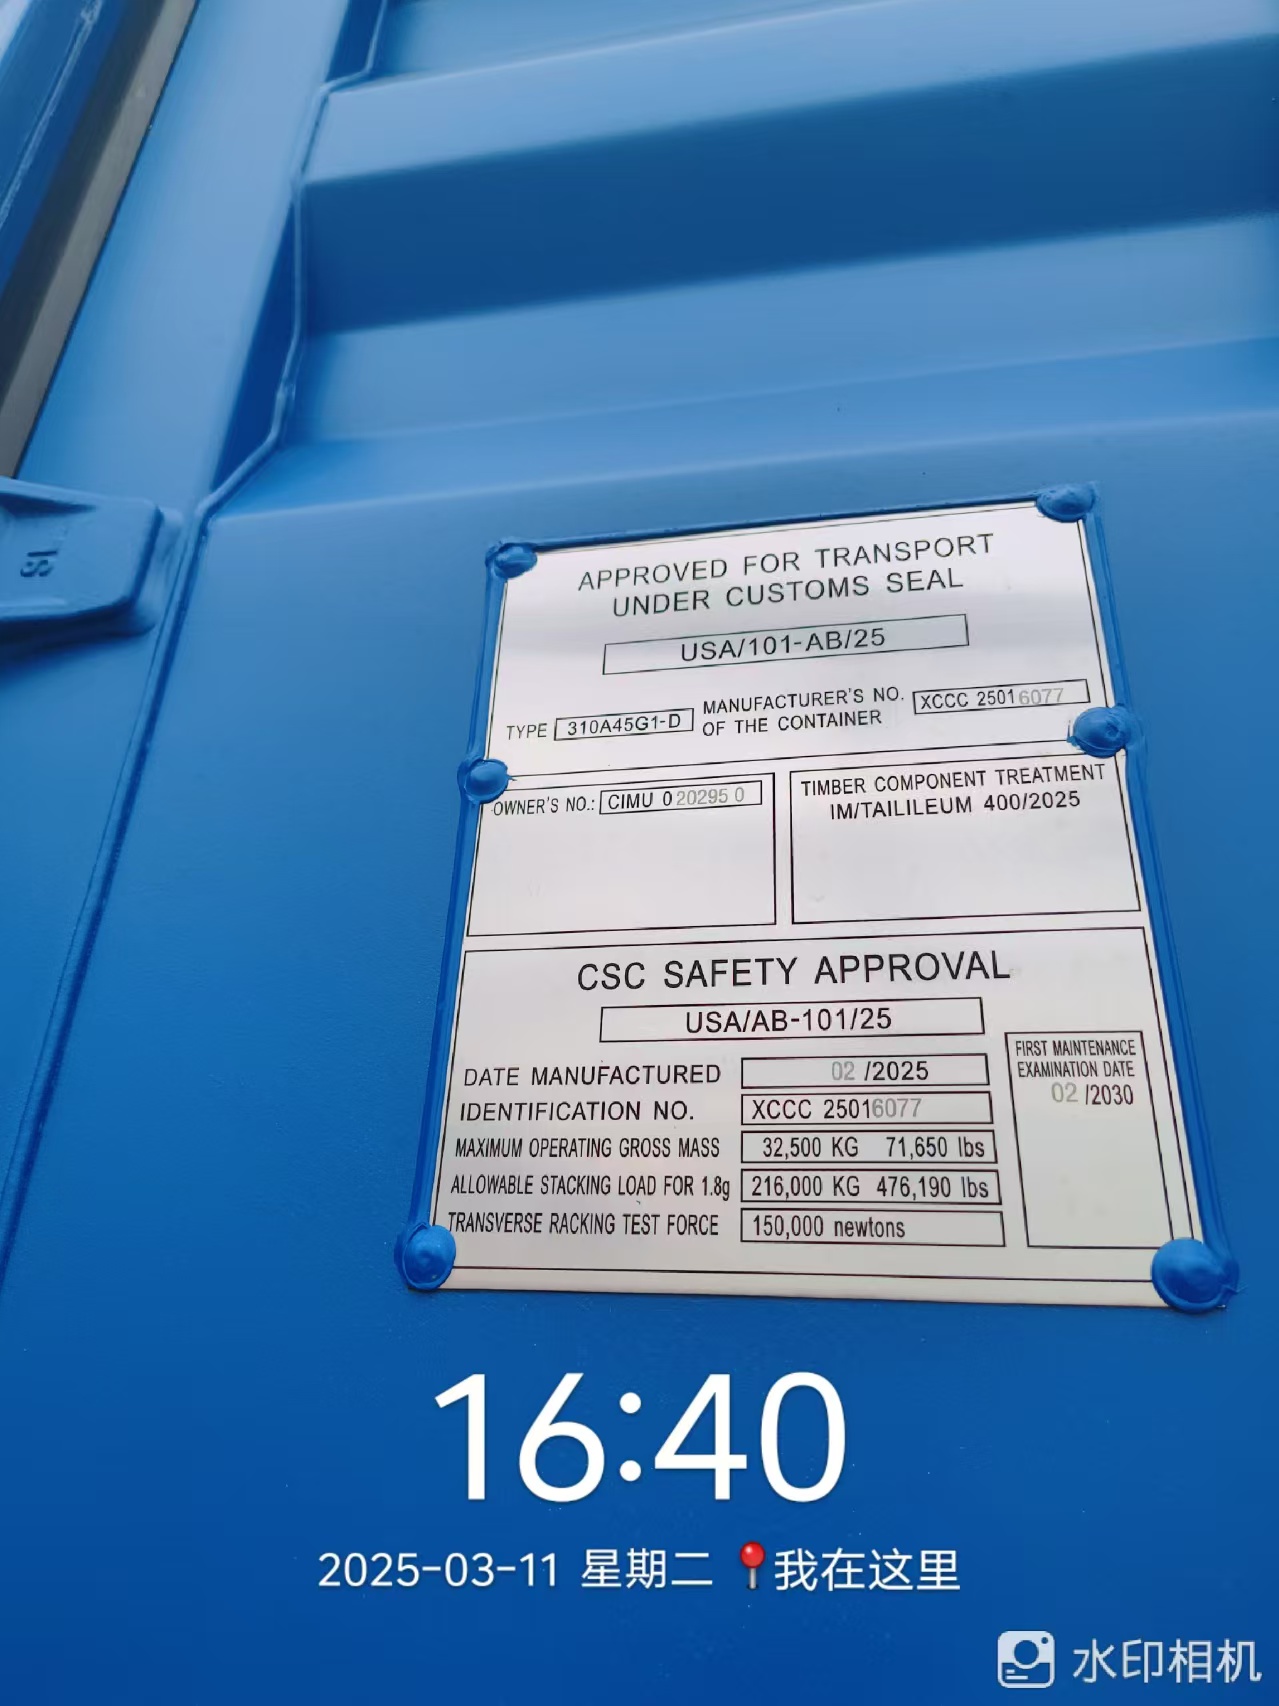 APPROVED FOR TRANSPORT
UNDER CUSTOMS SEAL
USA/101-AB/25
TYPE 310A45G1-D
MANUFACTURER'S NO.
OF THE CONTAINER
XCCC 25016077
OWNER'S NO.: CIMU 020295 0
TIMBER COMPONENT TREATMENT
IM/TAILILEUM 400/2025
CSC SAFETY APPROVAL
USA/AB-101/25
DATE MANUFACTURED 02 /2025
IDENTIFICATION NO. XCCC 25016077
MAXIMUM OPERATING GROSS MASS 32,500 KG 71,650 lbs
ALLOWABLE STACKING LOAD FOR 1.8g 216,000 KG 476,190 lbs
TRANSVERSE RACKING TEST FORCE 150,000 newtons
FIRST MAINTENANCE
EXAMINATION DATE
02 /2030
16:40
2025-03-11 星期二 📍我在这里
水印相机